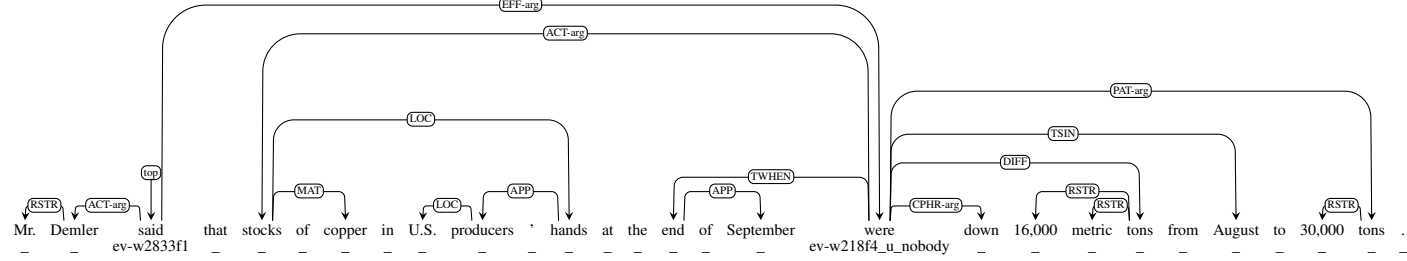 EFF-arg
ACT-arg
PAT-arg
LOC
TSIN
DIFF
top
TWHEN
MAT
APP
APP
RSTR
RSTR
ACT-arg
LOC
CPHR-arg
RSTR
RSTR
Mr. Demler said that stocks of copper in U.S. producers ' hands at the end of September were down 16,000 metric tons from August to 30,000 tons .
_ _ ev-w2833f1 _ _ _ _ _ _ _ _ _ _ _ _ _ _ ev-w218f4_u_nobody _ _ _ _ _ _ _ _ _ _